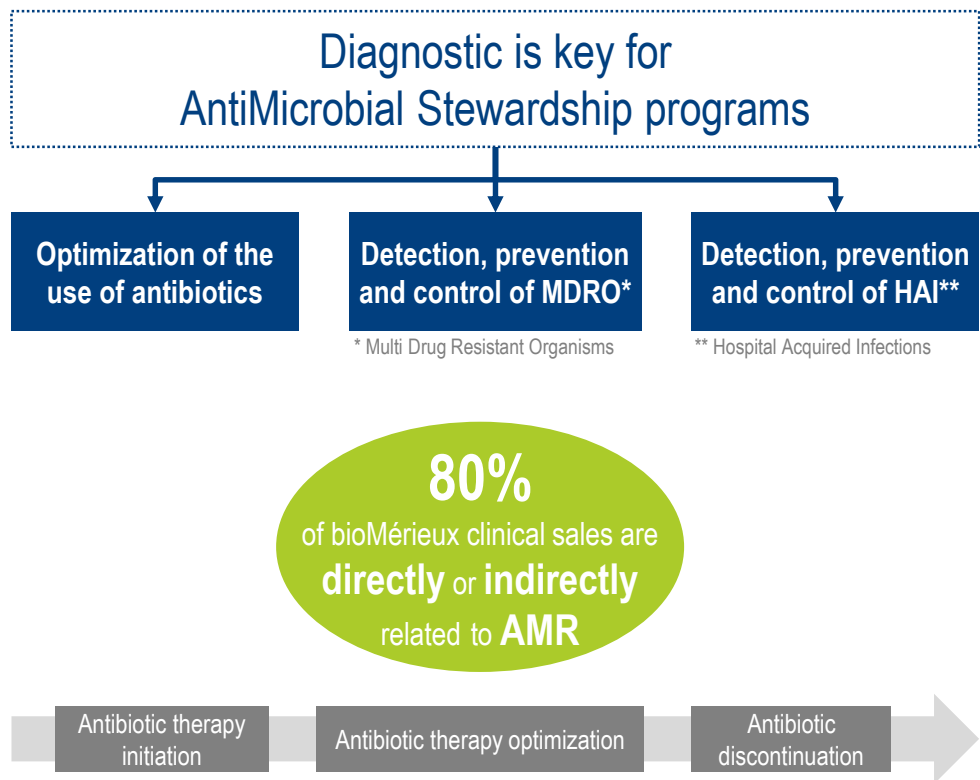 Diagnostic is key for
AntiMicrobial Stewardship programs
Optimization of the
use of antibiotics
Detection, prevention
and control of MDRO*
* Multi Drug Resistant Organisms
Detection, prevention
and control of HAI**
** Hospital Acquired Infections
80%
of bioMérieux clinical sales are
directly or indirectly
related to AMR
Antibiotic therapy
initiation
Antibiotic therapy optimization
Antibiotic
discontinuation